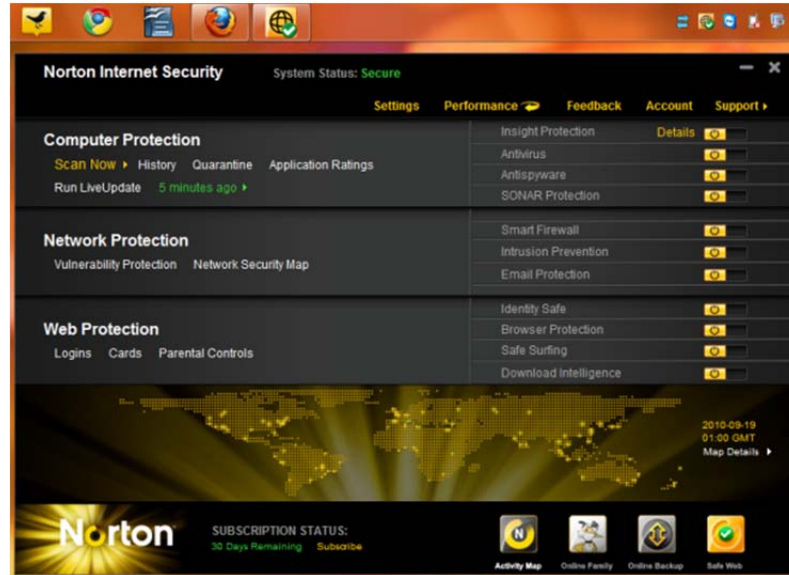 Norton Internet Security System Status: Secure
Settings Performance Feedback Account Support
Computer Protection
Scan Now History Quarantine Application Ratings
Run LiveUpdate 5 minutes ago
Insight Protection Details
Antivirus
Antispyware
SONAR Protection
Network Protection
Vulnerability Protection Network Security Map
Smart Firewall
Intrusion Prevention
Email Protection
Web Protection
Logins Cards Parental Controls
Identity Safe
Browser Protection
Safe Surfing
Download Intelligence
2010-09-19
01:00 GMT
Map Details
Norton
SUBSCRIPTION STATUS:
30 Days Remaining Subscribe
Activity Map Online Family Online Backup Safe Web